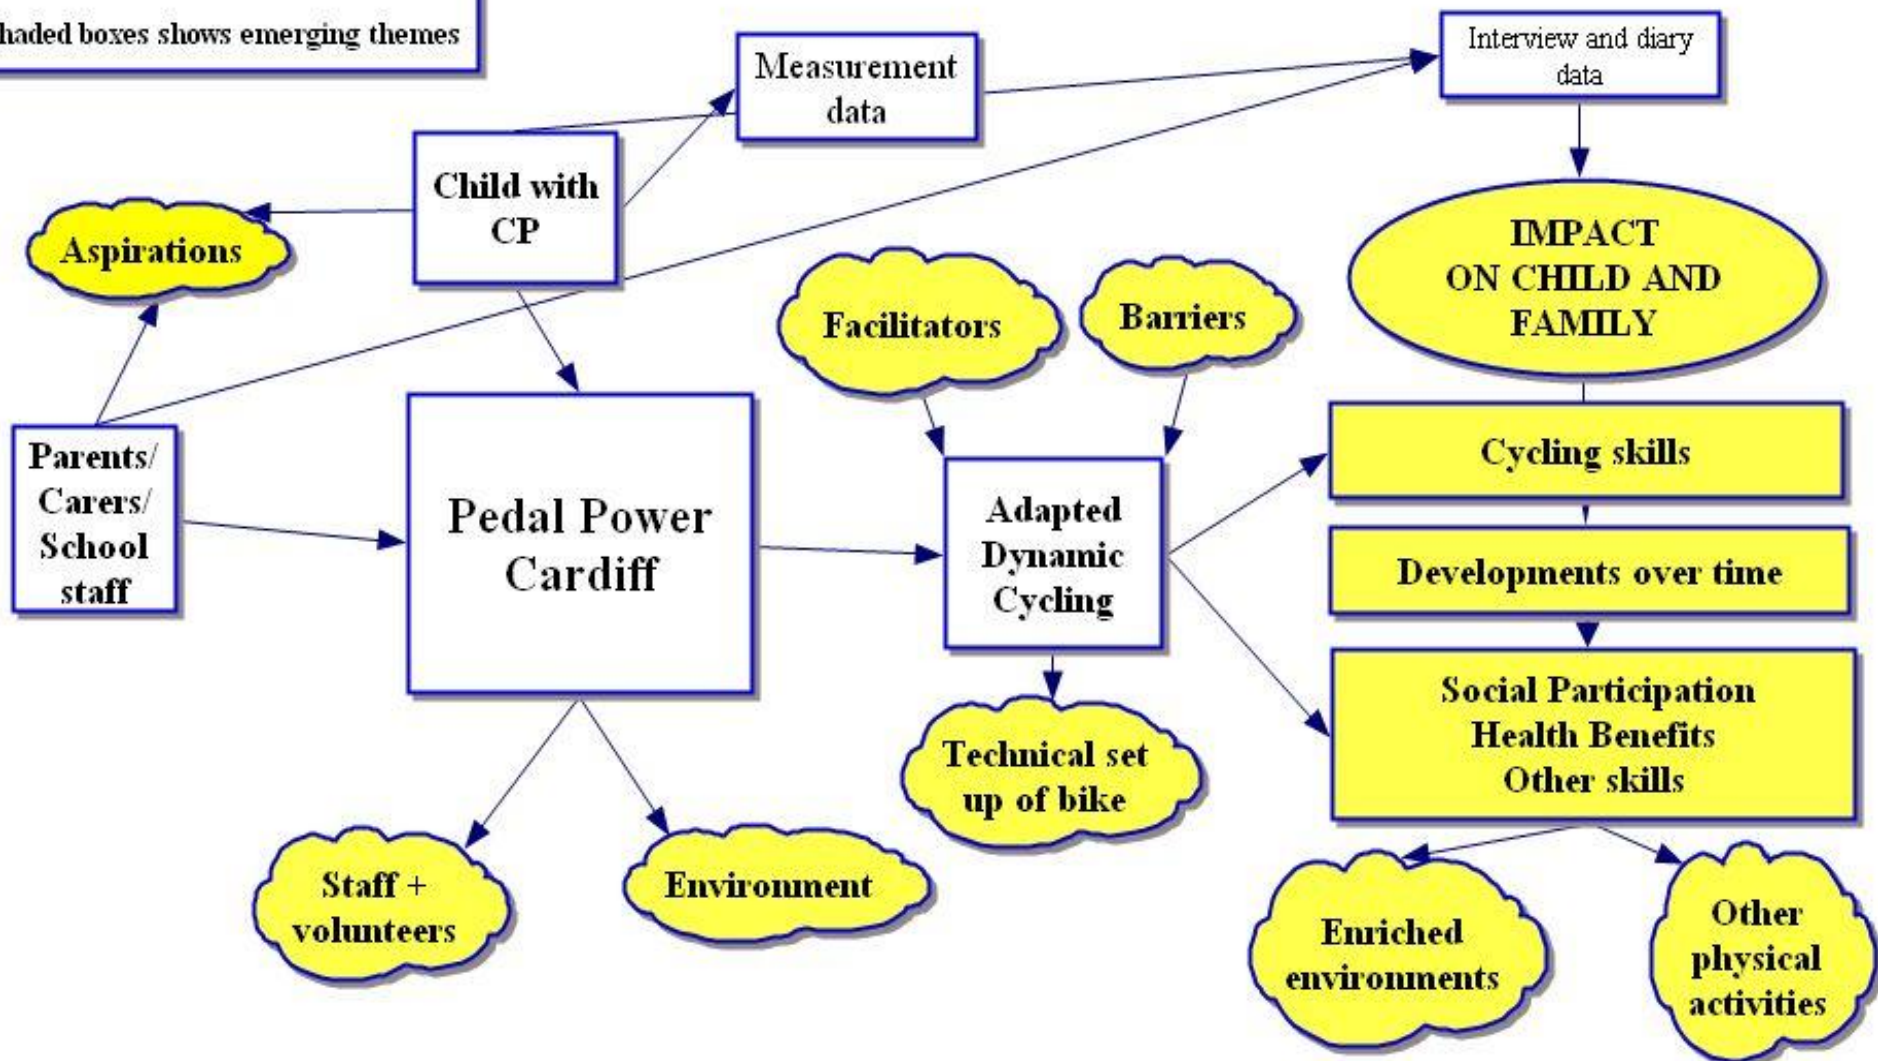 haded boxes shows emerging themes
Measurement
data
Interview and diary
data
Child with
CP
Aspirations
IMPACT
ON CHILD AND
FAMILY
Facilitators
Barriers
Parents/
Carers/
School
staff
Pedal Power
Cardiff
Adapted
Dynamic
Cycling
Cycling skills
Developments over time
Social Participation
Health Benefits
Other skills
Technical set
up of bike
Staff +
volunteers
Environment
Enriched
environments
Other
physical
activities